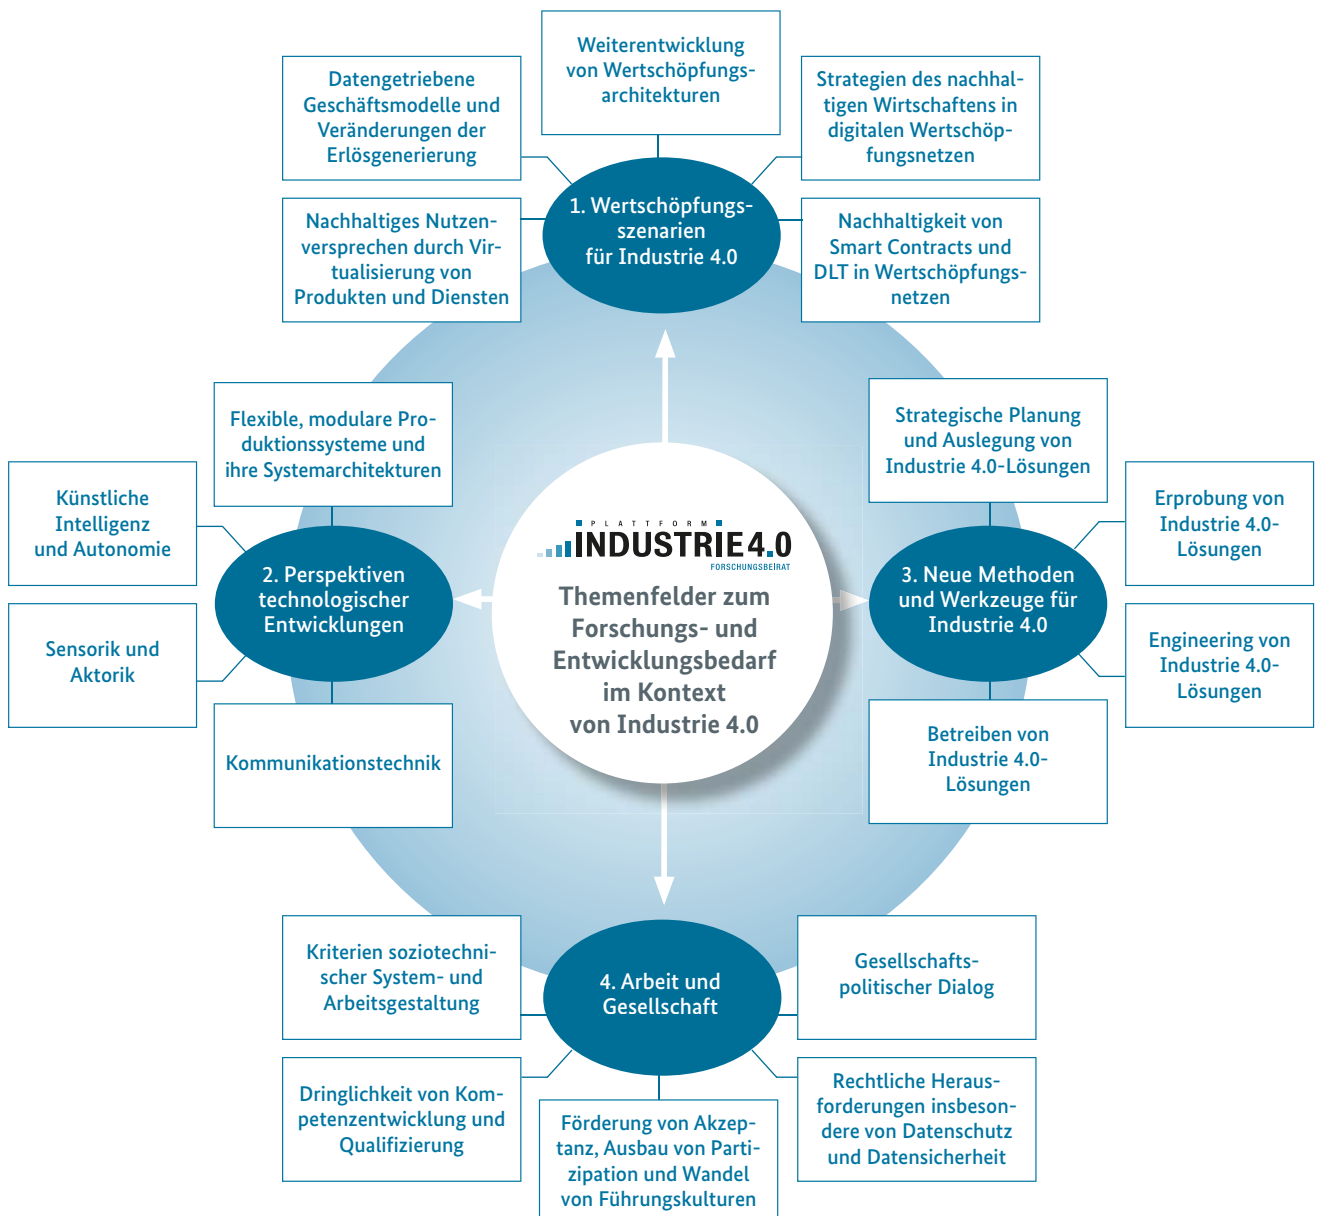 Weiterentwicklung
von Wertschöpfungs-
architekturen
Datengetriebene
Geschäftsmodelle und
Veränderungen der
Erlösgenerierung
Strategien des nachhal-
tigen Wirtschaftens in
digitalen Wertschöp-
fungsnetzen
Nachhaltiges Nutzen-
versprechen durch Vir-
tualisierung von
Produkten und Diensten
1. Wertschöpfungs-
szenarien
für Industrie 4.0
Nachhaltigkeit von
Smart Contracts und
DLT in Wertschöpfungs-
netzen
Flexible, modulare Pro-
duktionssysteme und
ihre Systemarchitekturen
Künstliche
Intelligenz
und Autonomie
2. Perspektiven
technologischer
Entwicklungen
Sensorik und
Aktorik
Kommunikationstechnik
PLATTFORM
INDUSTRIE 4.0
FORSCHUNGSBEIRAT
Themenfelder zum
Forschungs- und
Entwicklungsbedarf
im Kontext
von Industrie 4.0
Strategische Planung
und Auslegung von
Industrie 4.0-Lösungen
Erprobung von
Industrie 4.0-
Lösungen
3. Neue Methoden
und Werkzeuge für
Industrie 4.0
Engineering von
Industrie 4.0-
Lösungen
Betreiben von
Industrie 4.0-
Lösungen
Kriterien soziotechni-
scher System- und
Arbeitsgestaltung
4. Arbeit und
Gesellschaft
Gesellschafts-
politischer Dialog
Dringlichkeit von Kom-
petenzentwicklung und
Qualifizierung
Förderung von Akzep-
tanz, Ausbau von Parti-
zipation und Wandel
von Führungskulturen
Rechtliche Heraus-
forderungen insbeson-
dere von Datenschutz
und Datensicherheit